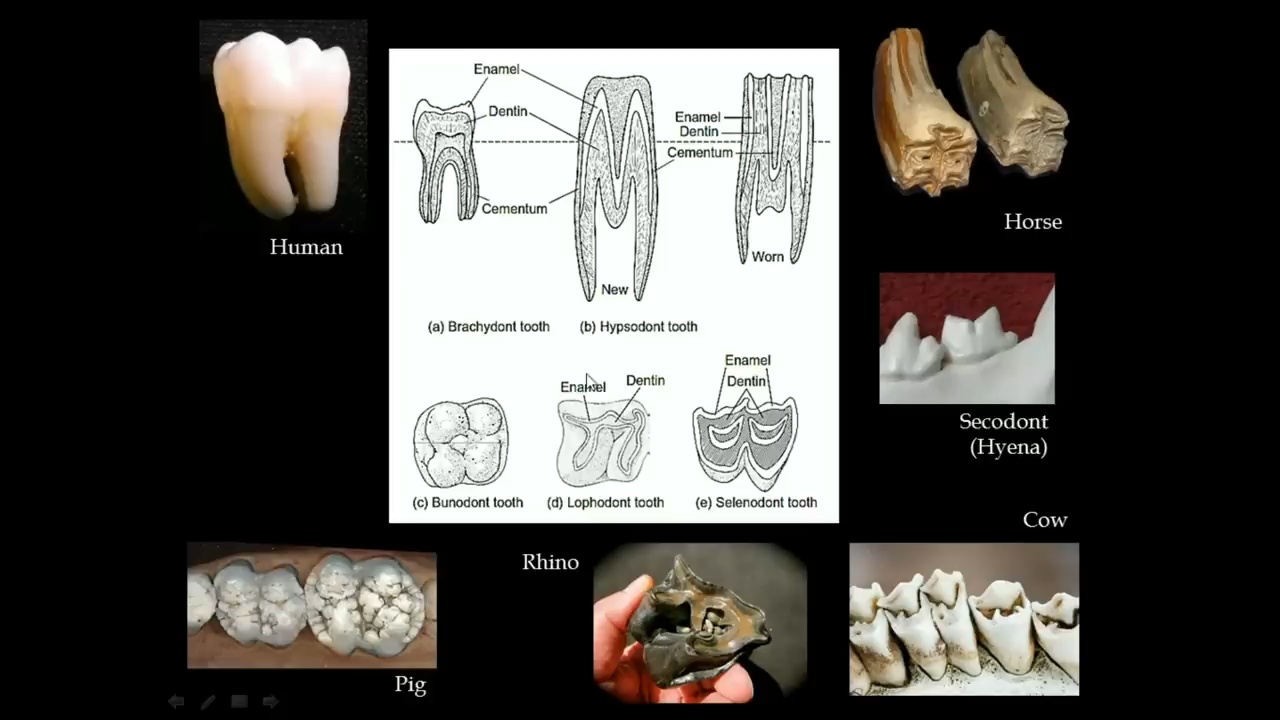 Human
Enamel
Dentin
Cementum
New
Enamel
Dentin
Cementum
Worn
(a) Brachydont tooth
(b) Hypsodont tooth
Enamel
Dentin
Enamel
Dentin
(c) Bunodont tooth
(d) Lophodont tooth
(e) Selenodont tooth
Horse
Secodont
(Hyena)
Cow
Rhino
Pig